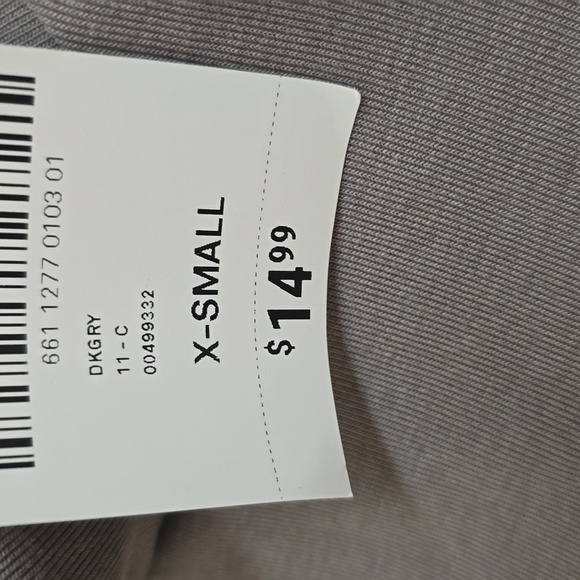 661 1277 0103 01
DKGRY
11-C
00499332
X-SMALL
$14.99